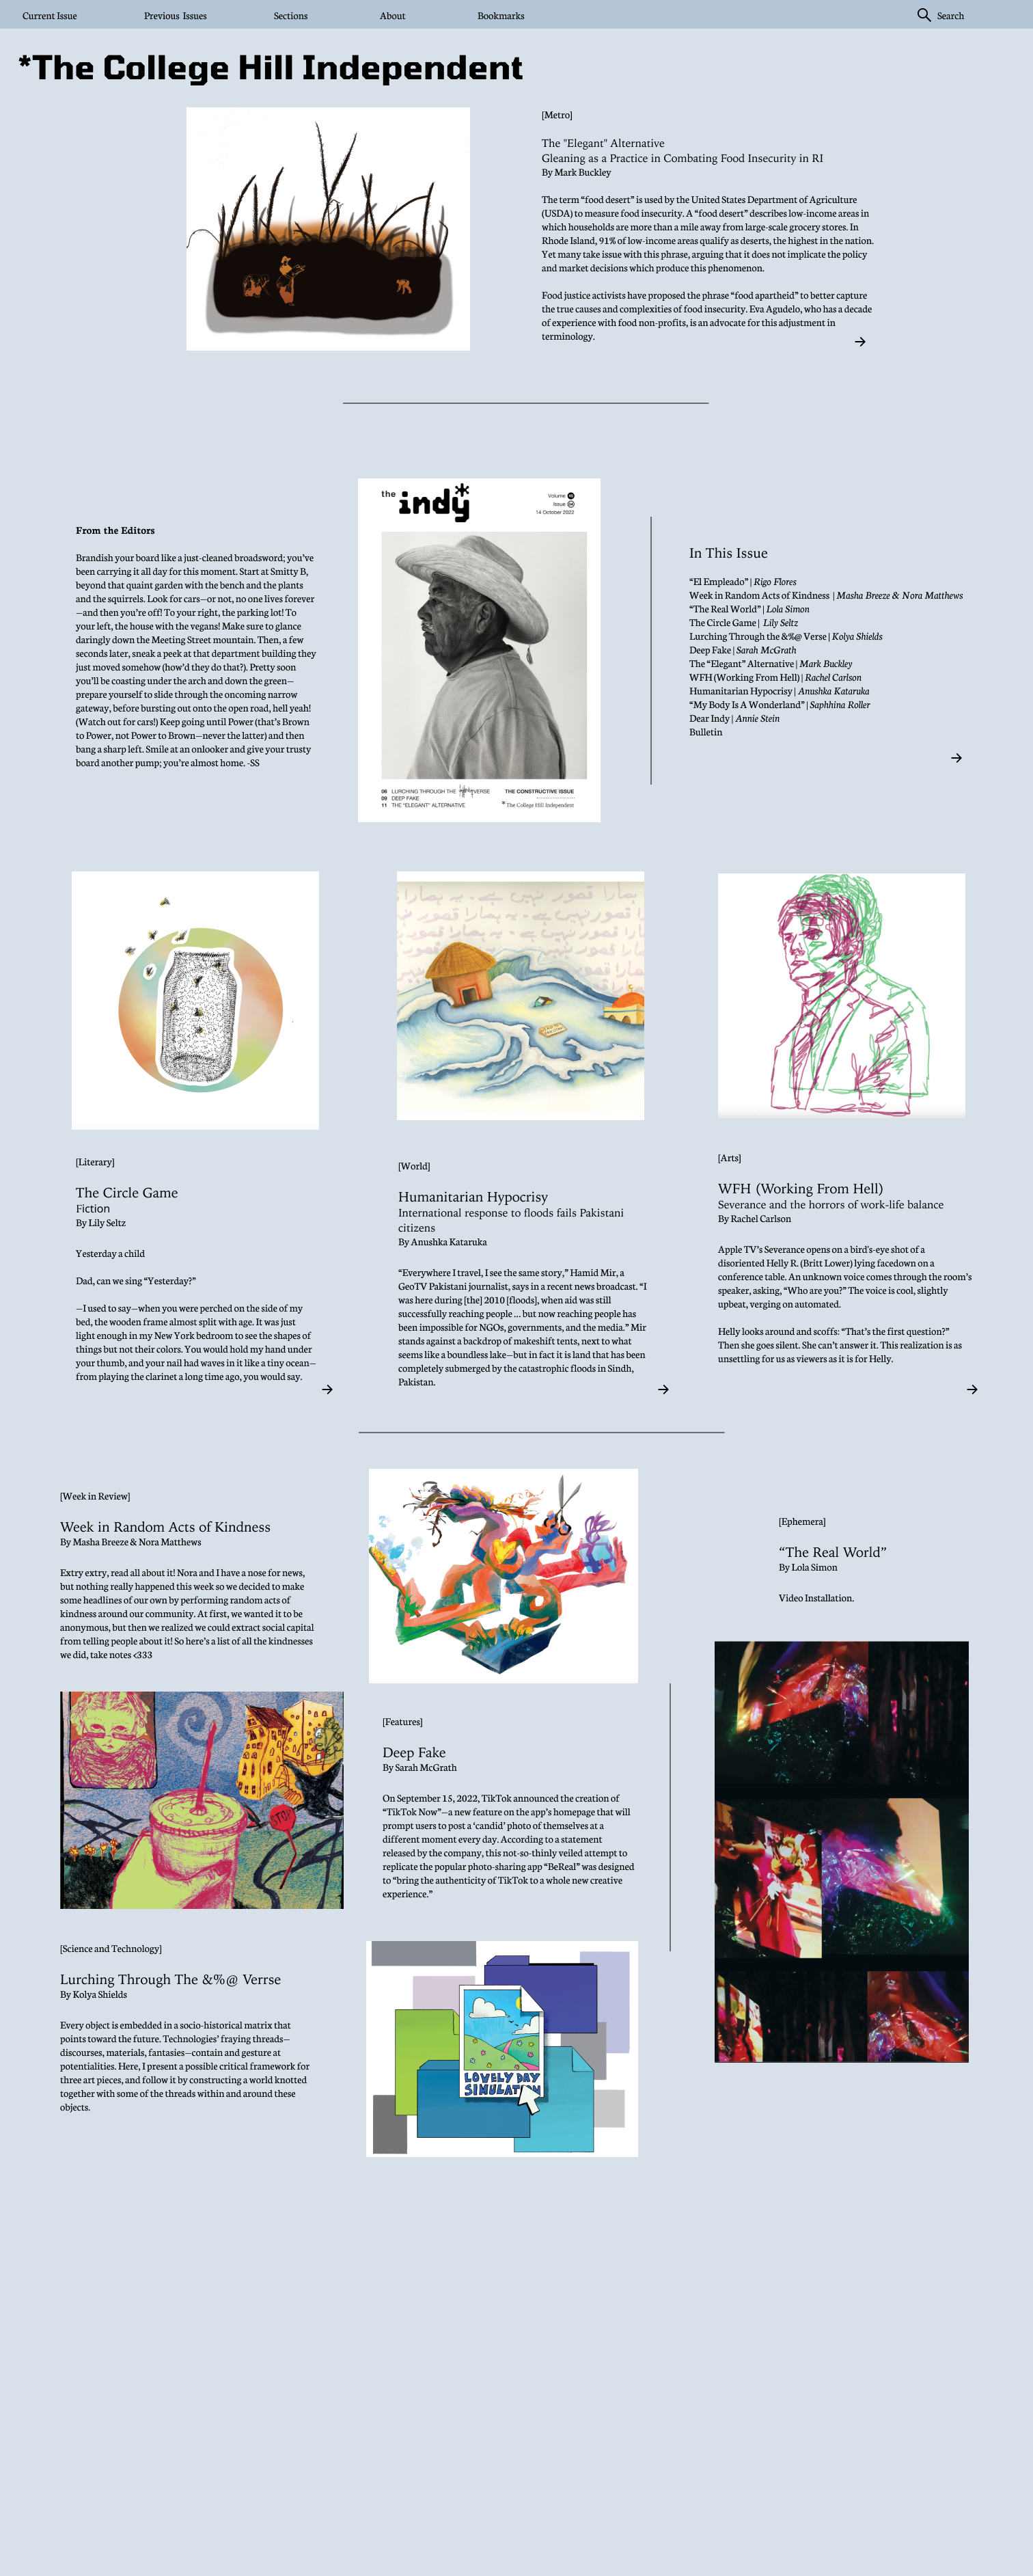 Current Issue
Previous Issues
Sections
About
Bookmarks
Search
*The College Hill Independent
[Metro]
The "Elegant" Alternative
Gleaning as a Practice in Combating Food Insecurity in RI
By Mark Buckley
The term “food desert” is used by the United States Department of Agriculture
(USDA) to measure food insecurity. A “food desert” describes low-income areas in
which households are more than a mile away from large-scale grocery stores. In
Rhode Island, 91% of low-income areas qualify as deserts, the highest in the nation.
Yet many take issue with this phrase, arguing that it does not implicate the policy
and market decisions which produce this phenomenon.
Food justice activists have proposed the phrase “food apartheid” to better capture
the true causes and complexities of food insecurity. Eva Agudelo, who has a decade
of experience with food non-profits, is an advocate for this adjustment in
terminology.
From the Editors
Brandish your board like a just-cleaned broadsword; you’ve
been carrying it all day for this moment. Start at Smitty B,
beyond that quaint garden with the bench and the plants
and the squirrels. Look for cars—or not, no one lives forever
—and then you’re off! To your right, the parking lot! To
your left, the house with the vegans! Make sure to glance
daringly down the Meeting Street mountain. Then, a few
seconds later, sneak a peek at that department building they
just moved somehow (how’d they do that?). Pretty soon
you’ll be coasting under the arch and down the green—
prepare yourself to slide through the oncoming narrow
gateway, before bursting out onto the open road, hell yeah!
(Watch out for cars!) Keep going until Power (that’s Brown
to Power, not Power to Brown—never the latter) and then
bang a sharp left. Smile at an onlooker and give your trusty
board another pump; you’re almost home. -SS
the indy*
Volume
Issue
14 October 2022
06 LURCHING THROUGH THE VERSE
09 DEEP FAKE
11 THE “ELEGANT” ALTERNATIVE
THE CONSTRUCTIVE ISSUE
* The College Hill Independent
In This Issue
“El Empleado” | Rigo Flores
Week in Random Acts of Kindness | Masha Breeze & Nora Matthews
“The Real World” | Lola Simon
The Circle Game | Lily Seltz
Lurching Through the &%@ Verse | Kolya Shields
Deep Fake | Sarah McGrath
The “Elegant” Alternative | Mark Buckley
WFH (Working From Hell) | Rachel Carlson
Humanitarian Hypocrisy | Anushka Kataruka
“My Body Is A Wonderland” | Saphhina Roller
Dear Indy | Annie Stein
Bulletin
[Literary]
The Circle Game
Fiction
By Lily Seltz
Yesterday a child
Dad, can we sing “Yesterday?”
—I used to say—when you were perched on the side of my
bed, the wooden frame almost split with age. It was just
light enough in my New York bedroom to see the shapes of
things but not their colors. You would hold my hand under
your thumb, and your nail had waves in it like a tiny ocean—
from playing the clarinet a long time ago, you would say.
[World]
Humanitarian Hypocrisy
International response to floods fails Pakistani
citizens
By Anushka Kataruka
“Everywhere I travel, I see the same story,” Hamid Mir, a
GeoTV Pakistani journalist, says in a recent news broadcast. “I
was here during [the] 2010 [floods], when aid was still
successfully reaching people ... but now reaching people has
been impossible for NGOs, governments, and the media.” Mir
stands against a backdrop of makeshift tents, next to what
seems like a boundless lake—but in fact it is land that has been
completely submerged by the catastrophic floods in Sindh,
Pakistan.
[Arts]
WFH (Working From Hell)
Severance and the horrors of work-life balance
By Rachel Carlson
Apple TV’s Severance opens on a bird’s-eye shot of a
disoriented Helly R. (Britt Lower) lying facedown on a
conference table. An unknown voice comes through the room’s
speaker, asking, “Who are you?” The voice is cool, slightly
upbeat, verging on automated.
Helly looks around and scoffs: “That’s the first question?”
Then she goes silent. She can’t answer it. This realization is as
unsettling for us as viewers as it is for Helly.
[Week in Review]
Week in Random Acts of Kindness
By Masha Breeze & Nora Matthews
Extry extry, read all about it! Nora and I have a nose for news,
but nothing really happened this week so we decided to make
some headlines of our own by performing random acts of
kindness around our community. At first, we wanted it to be
anonymous, but then we realized we could extract social capital
from telling people about it! So here’s a list of all the kindnesses
we did, take notes <333
STOP
[Features]
Deep Fake
By Sarah McGrath
On September 15, 2022, TikTok announced the creation of
“TikTok Now”—a new feature on the app’s homepage that will
prompt users to post a ‘candid’ photo of themselves at a
different moment every day. According to a statement
released by the company, this not-so-thinly veiled attempt to
replicate the popular photo-sharing app “BeReal” was designed
to “bring the authenticity of TikTok to a whole new creative
experience.”
[Ephemera]
“The Real World”
By Lola Simon
Video Installation.
[Science and Technology]
Lurching Through The &%@ Verrse
By Kolya Shields
Every object is embedded in a socio-historical matrix that
points toward the future. Technologies’ fraying threads—
discourses, materials, fantasies—contain and gesture at
potentialities. Here, I present a possible critical framework for
three art pieces, and follow it by constructing a world knotted
together with some of the threads within and around these
objects.
LOVELY DAY
SIMULATION